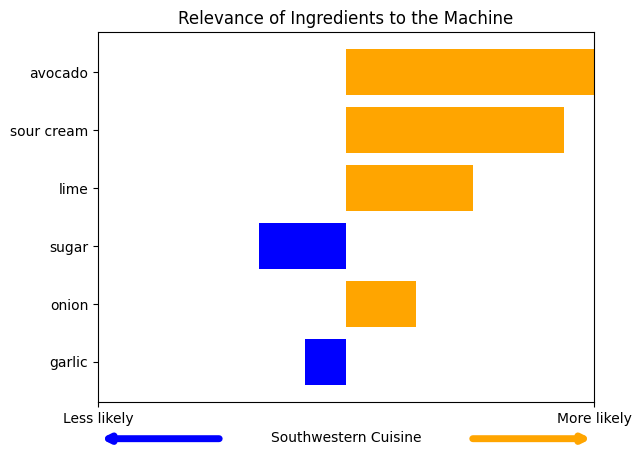 Relevance of Ingredients to the Machine
avocado
sour cream
lime
sugar
onion
garlic
Less likely
More likely
Southwestern Cuisine